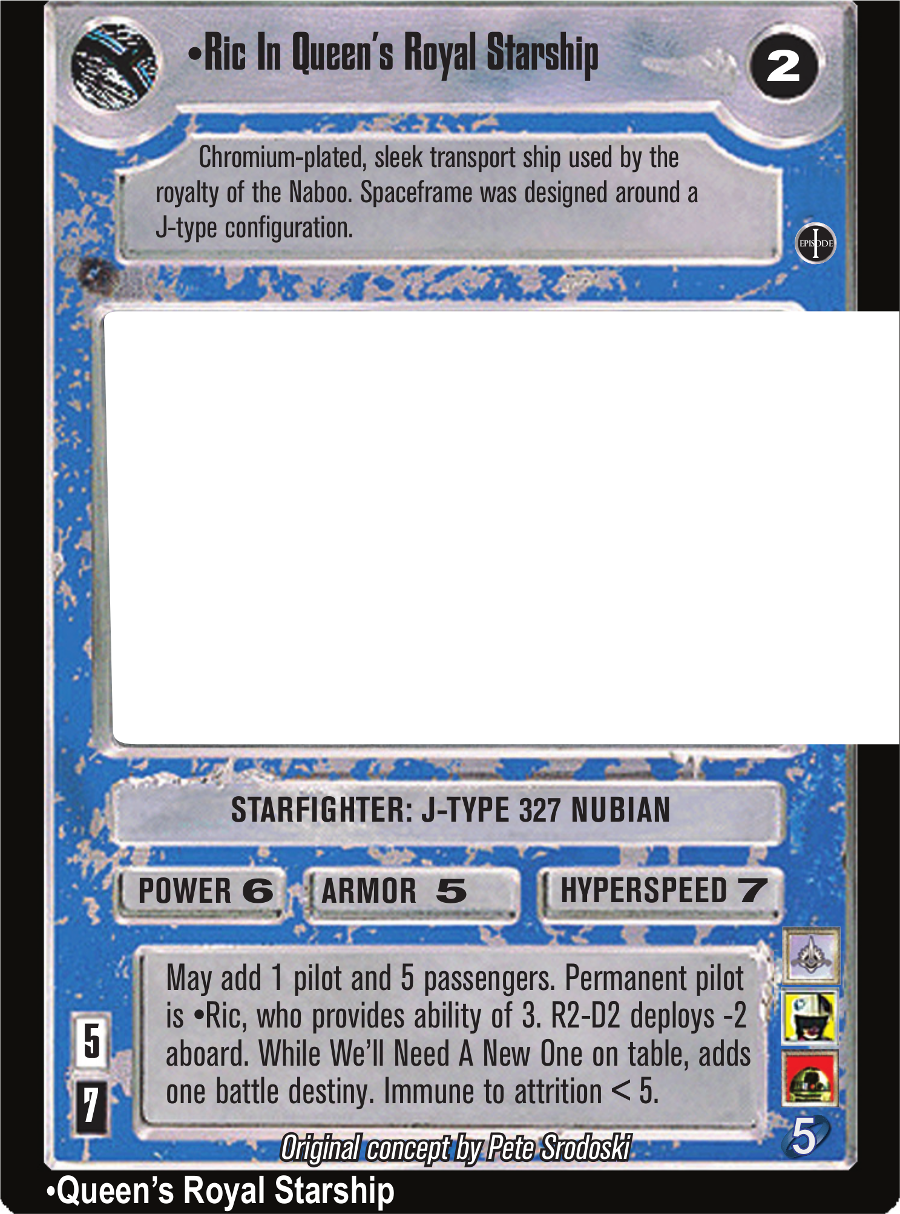 •Ric In Queen's Royal Starship
2
Chromium-plated, sleek transport ship used by the
royalty of the Naboo. Spaceframe was designed around a
J-type configuration.
EPISODE I
STARFIGHTER: J-TYPE 327 NUBIAN
POWER 6 ARMOR 5 HYPERSPEED 7
May add 1 pilot and 5 passengers. Permanent pilot
is •Ric, who provides ability of 3. R2-D2 deploys -2
aboard. While We'll Need A New One on table, adds
one battle destiny. Immune to attrition < 5.
5
7
5
Original concept by Pete Srodoski
•Queen's Royal Starship